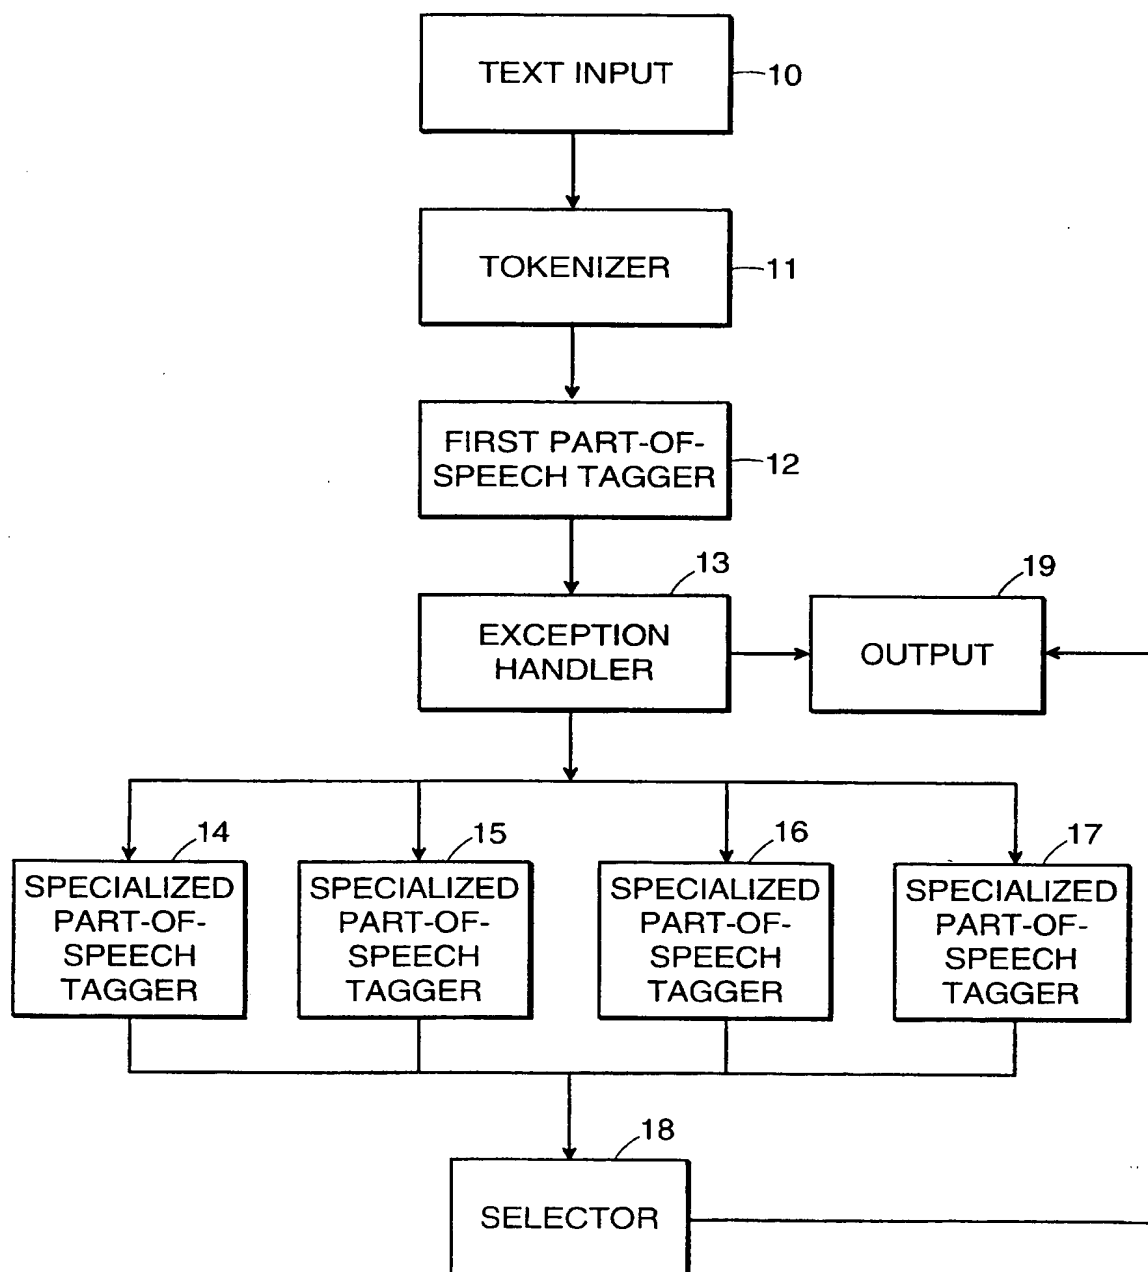 TEXT INPUT
10
TOKENIZER
11
FIRST PART-OF-
SPEECH TAGGER
12
13
EXCEPTION
HANDLER
19
OUTPUT
14
SPECIALIZED
PART-OF-
SPEECH
TAGGER
15
SPECIALIZED
PART-OF-
SPEECH
TAGGER
16
SPECIALIZED
PART-OF-
SPEECH
TAGGER
17
SPECIALIZED
PART-OF-
SPEECH
TAGGER
18
SELECTOR